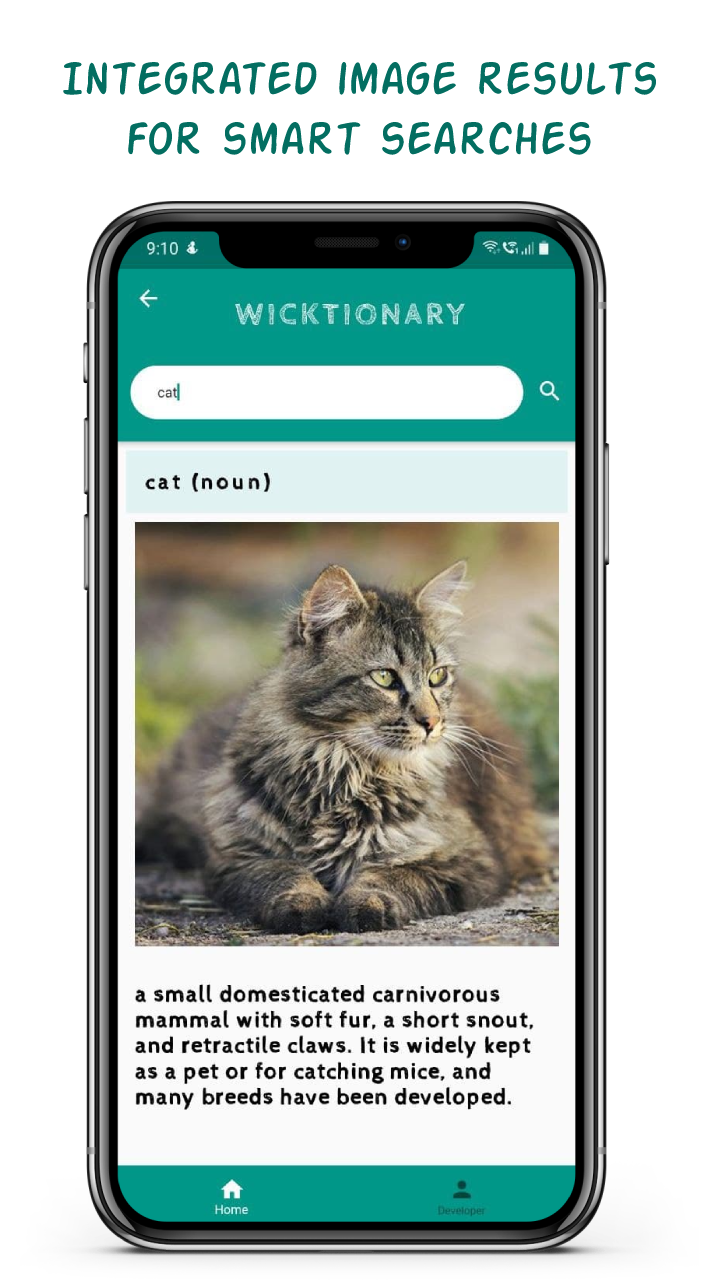 INTEGRATED IMAGE RESULTS
FOR SMART SEARCHES
9:10
WICKTIONARY
cat
cat (noun)
a small domesticated carnivorous
mammal with soft fur, a short snout,
and retractile claws. It is widely kept
as a pet or for catching mice, and
many breeds have been developed.
Home
Developer